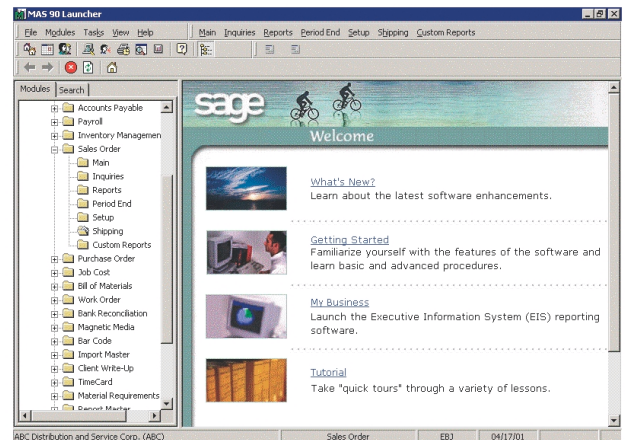 MAS 90 Launcher
File Modules Tasks View Help Main Inquiries Reports Period End Setup Shipping Custom Reports
Modules Search
Accounts Payable
Payroll
Inventory Managemen
Sales Order
Main
Inquiries
Reports
Period End
Setup
Shipping
Custom Reports
Purchase Order
Job Cost
Bill of Materials
Work Order
Bank Reconciliation
Magnetic Media
Bar Code
Import Master
Client Write-Up
TimeCard
Material Requirements
Report Master
sage
Welcome
What's New?
Learn about the latest software enhancements.
Getting Started
Familiarize yourself with the features of the software and
learn basic and advanced procedures.
My Business
Launch the Executive Information System (EIS) reporting
software.
Tutorial
Take "quick tours" through a variety of lessons.
ABC Distribution and Service Corp. (ABC) Sales Order EBJ 04/17/01